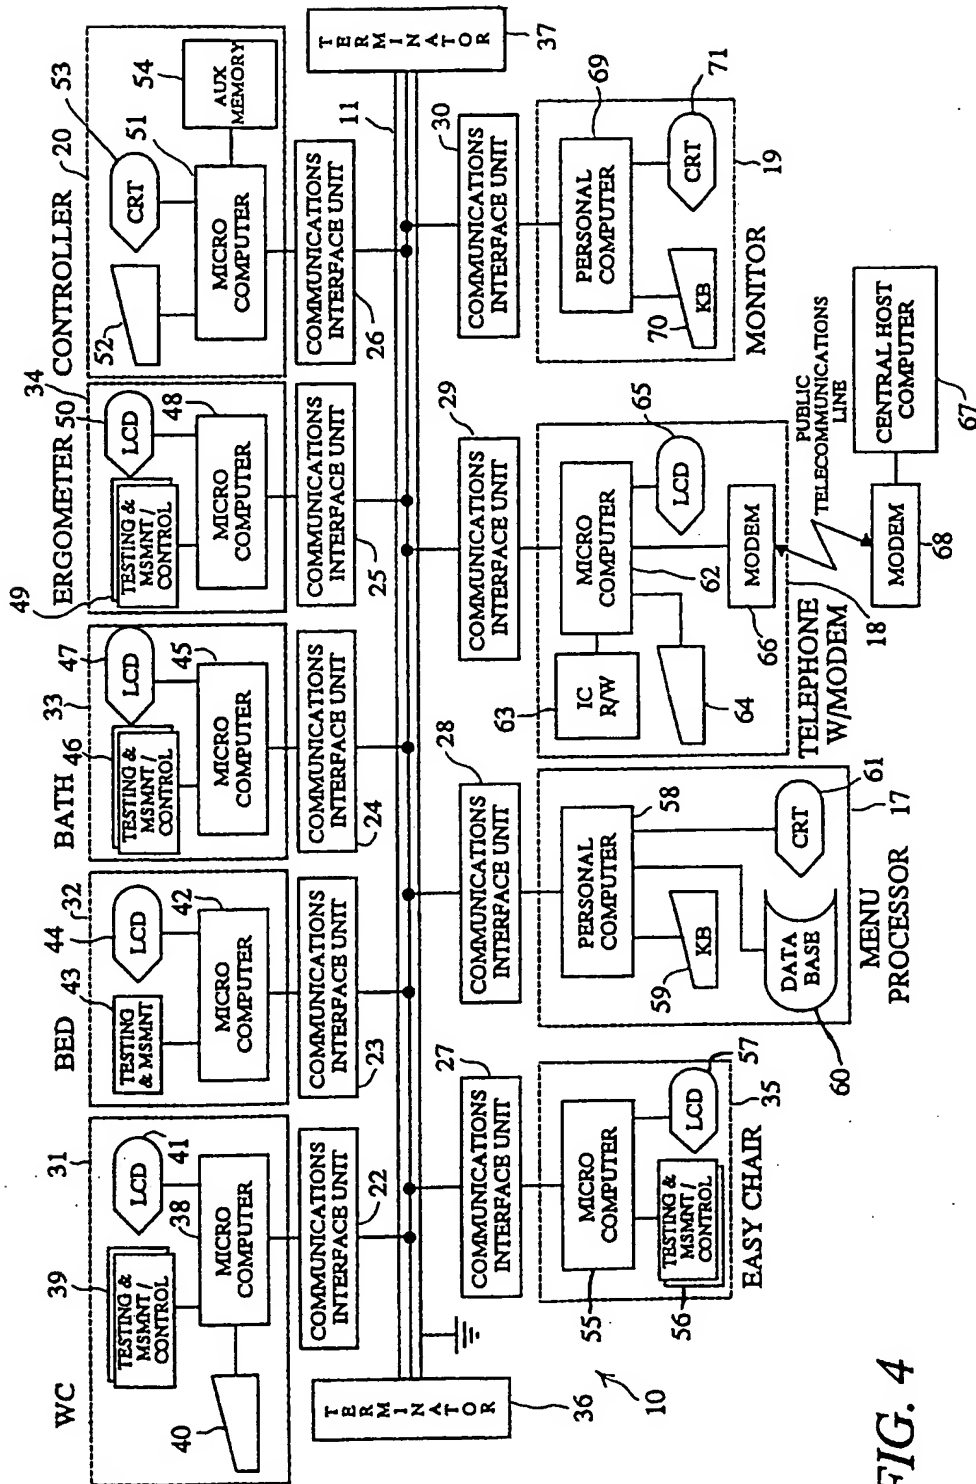 WC
31
39
TESTING &
MSMNT /
CONTROL
LCD
41
38
MICRO
COMPUTER
40
COMMUNICATIONS
INTERFACE UNIT
22
BED
32
43
44
TESTING
& MSMNT
LCD
42
MICRO
COMPUTER
COMMUNICATIONS
INTERFACE UNIT
23
BATH
33
46
47
TESTING &
MSMNT /
CONTROL
LCD
45
MICRO
COMPUTER
COMMUNICATIONS
INTERFACE UNIT
24
ERGOMETER
34
49
50
TESTING &
MSMNT /
CONTROL
LCD
48
MICRO
COMPUTER
COMMUNICATIONS
INTERFACE UNIT
25
CONTROLLER
20
52
53
CRT
51
54
AUX
MEMORY
MICRO
COMPUTER
COMMUNICATIONS
INTERFACE UNIT
26
TERMINATOR
36
11
TERMINATOR
37
10
27
COMMUNICATIONS
INTERFACE UNIT
MICRO
COMPUTER
55
TESTING &
MSMNT /
CONTROL
56
LCD
57
35
EASY CHAIR
28
COMMUNICATIONS
INTERFACE UNIT
PERSONAL
COMPUTER
58
59
KB
DATA
BASE
60
CRT
61
17
MENU
PROCESSOR
29
COMMUNICATIONS
INTERFACE UNIT
MICRO
COMPUTER
62
63
IC
R/W
64
LCD
65
MODEM
66
18
TELEPHONE
W/MODEM
PUBLIC
TELECOMMUNICATIONS
LINE
MODEM
68
CENTRAL HOST
COMPUTER
67
30
COMMUNICATIONS
INTERFACE UNIT
PERSONAL
COMPUTER
69
70
KB
CRT
71
19
MONITOR
FIG. 4